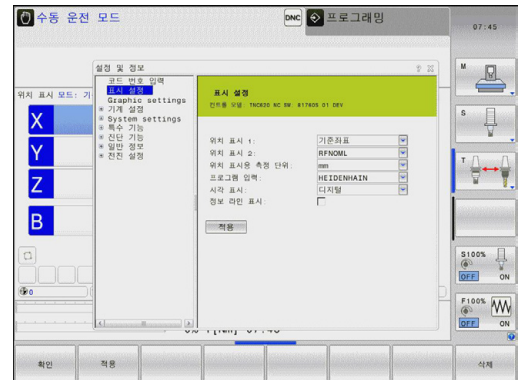 수동 운전 모드
DNC
프로그래밍
07:45
설정 및 정보
위치 표시 모드:
X
Y
Z
B
코드 번호 입력
표시 설정
Graphic settings
기계 설정
System settings
특수 기능
진단 기능
일반 정보
전진 설정
표시 설정
컨트롤 모델: TNC620 NC SW 817605 01 DEV
위치 표시 1: 기준좌표
위치 표시 2: RFNOML
위치 표시용 측정 단위: mm
프로그램 입력: HEIDENHAIN
시각 표시: 디지털
정보 라인 표시:
적용
0
M
S
T
S100%
OFF ON
F100%
OFF ON
확인
적용
삭제